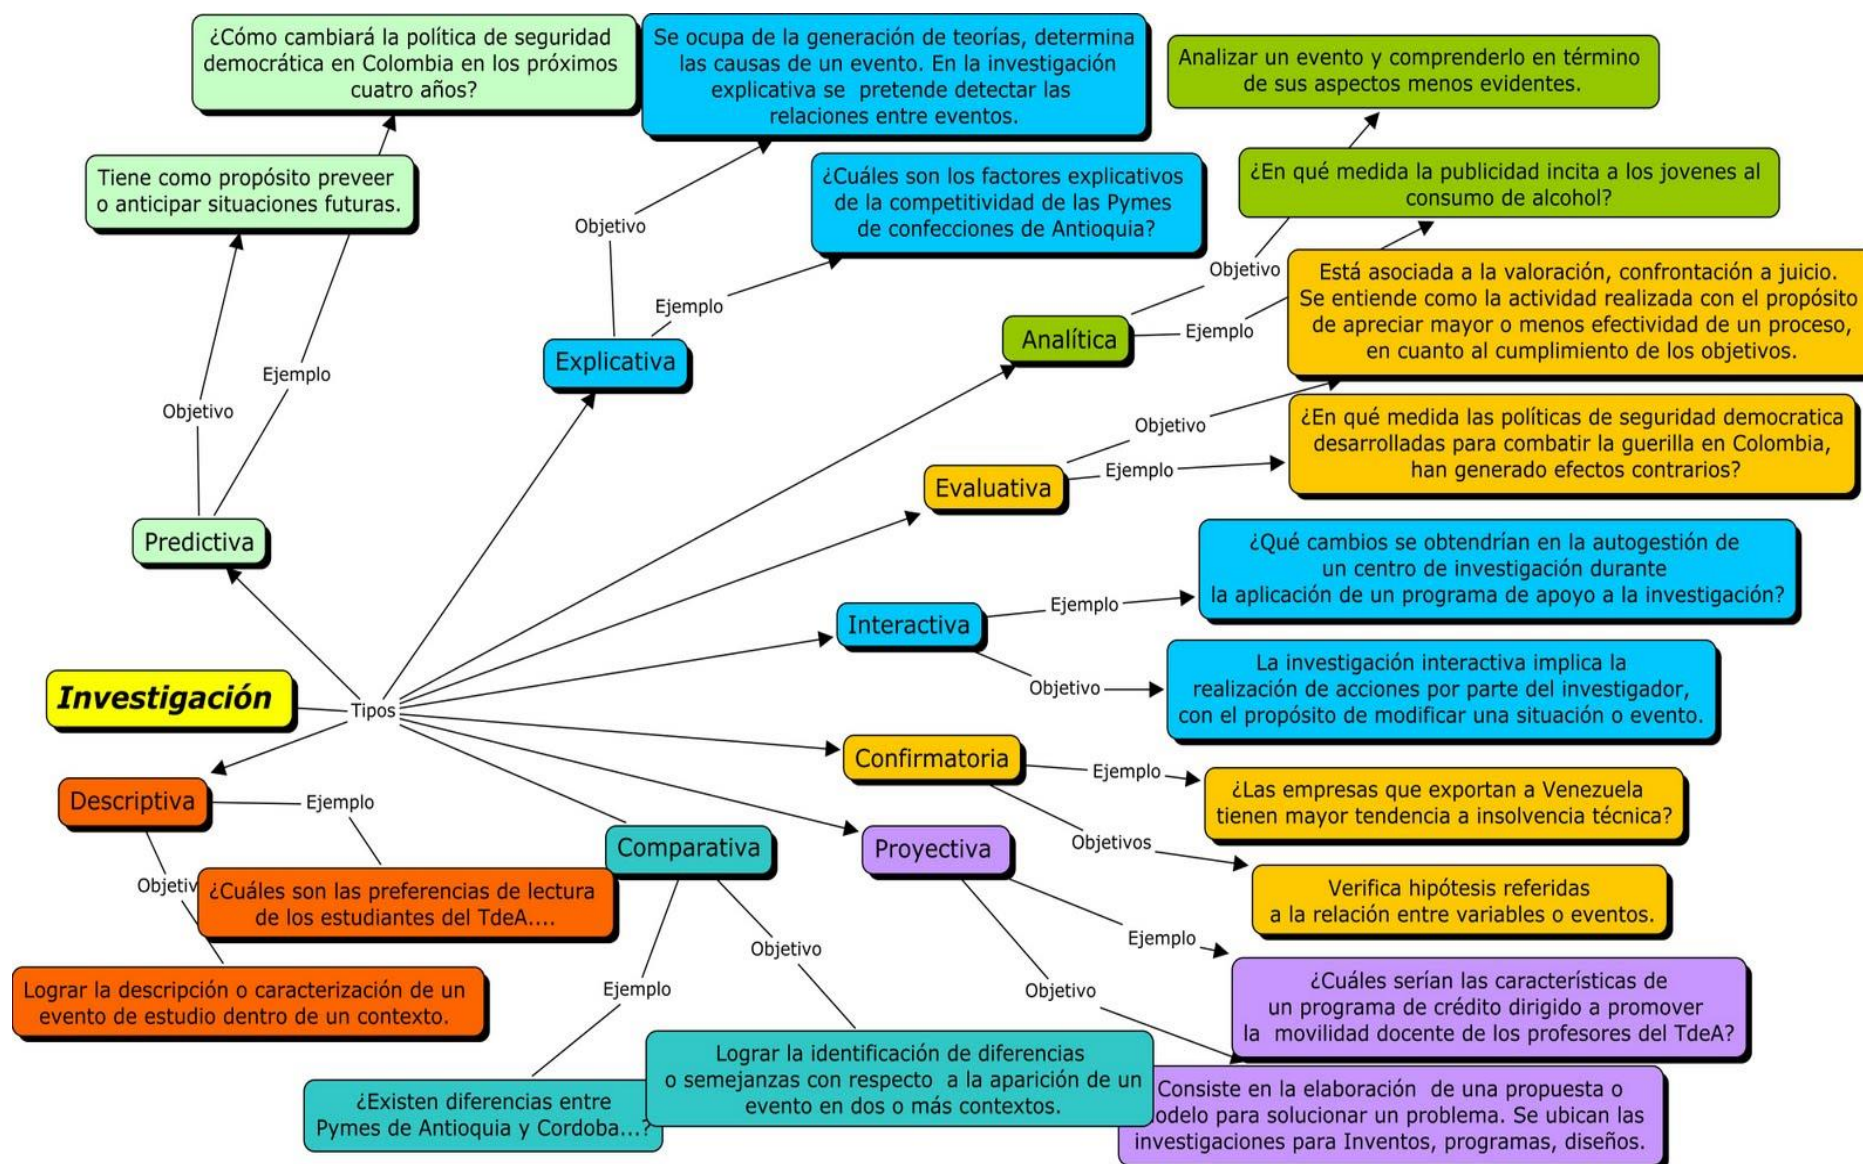 ¿Cómo cambiará la política de seguridad
democrática en Colombia en los próximos
cuatro años?
Tiene como propósito preveer
o anticipar situaciones futuras.
Objetivo
Ejemplo
Predictiva
Se ocupa de la generación de teorías, determina
las causas de un evento. En la investigación
explicativa se pretende detectar las
relaciones entre eventos.
¿Cuáles son los factores explicativos
de la competitividad de las Pymes
de confecciones de Antioquia?
Objetivo
Ejemplo
Explicativa
Analizar un evento y comprenderlo en término
de sus aspectos menos evidentes.
¿En qué medida la publicidad incita a los jovenes al
consumo de alcohol?
Objetivo
Ejemplo
Analítica
Está asociada a la valoración, confrontación a juicio.
Se entiende como la actividad realizada con el propósito
de apreciar mayor o menos efectividad de un proceso,
en cuanto al cumplimiento de los objetivos.
¿En qué medida las políticas de seguridad democratica
desarrolladas para combatir la guerilla en Colombia,
han generado efectos contrarios?
Objetivo
Ejemplo
Evaluativa
¿Qué cambios se obtendrían en la autogestión de
un centro de investigación durante
la aplicación de un programa de apoyo a la investigación?
Ejemplo
Interactiva
Objetivo
La investigación interactiva implica la
realización de acciones por parte del investigador,
con el propósito de modificar una situación o evento.
Investigación
Tipos
Confirmatoria
Ejemplo
¿Las empresas que exportan a Venezuela
tienen mayor tendencia a insolvencia técnica?
Objetivos
Verifica hipótesis referidas
a la relación entre variables o eventos.
Descriptiva
Ejemplo
Objetiv
¿Cuáles son las preferencias de lectura
de los estudiantes del TdeA....
Lograr la descripción o caracterización de un
evento de estudio dentro de un contexto.
Comparativa
Objetivo
Ejemplo
Lograr la identificación de diferencias
o semejanzas con respecto a la aparición de un
evento en dos o más contextos.
¿Existen diferencias entre
Pymes de Antioquia y Cordoba...?
Proyectiva
Ejemplo
Objetivo
¿Cuáles serían las características de
un programa de crédito dirigido a promover
la movilidad docente de los profesores del TdeA?
Consiste en la elaboración de una propuesta o
odelo para solucionar un problema. Se ubican las
investigaciones para Inventos, programas, diseños.